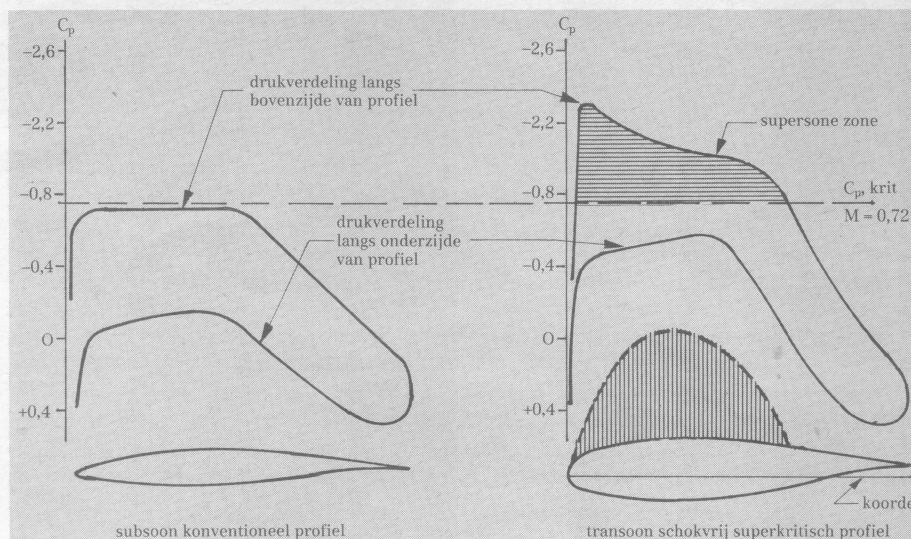 C_p
-2,6
-2,2
-0,8
-0,4
O
+0,4
drukverdeling langs
bovenzijde van profiel
drukverdeling
langs onderzijde
van profiel
subsoon konventioneel profiel
C_p
-2,6
-2,2
-0,8
-0,4
O
+0,4
supersone zone
C_p, krit
M = 0,72
koorde
transoon schokvrij superkritisch profiel